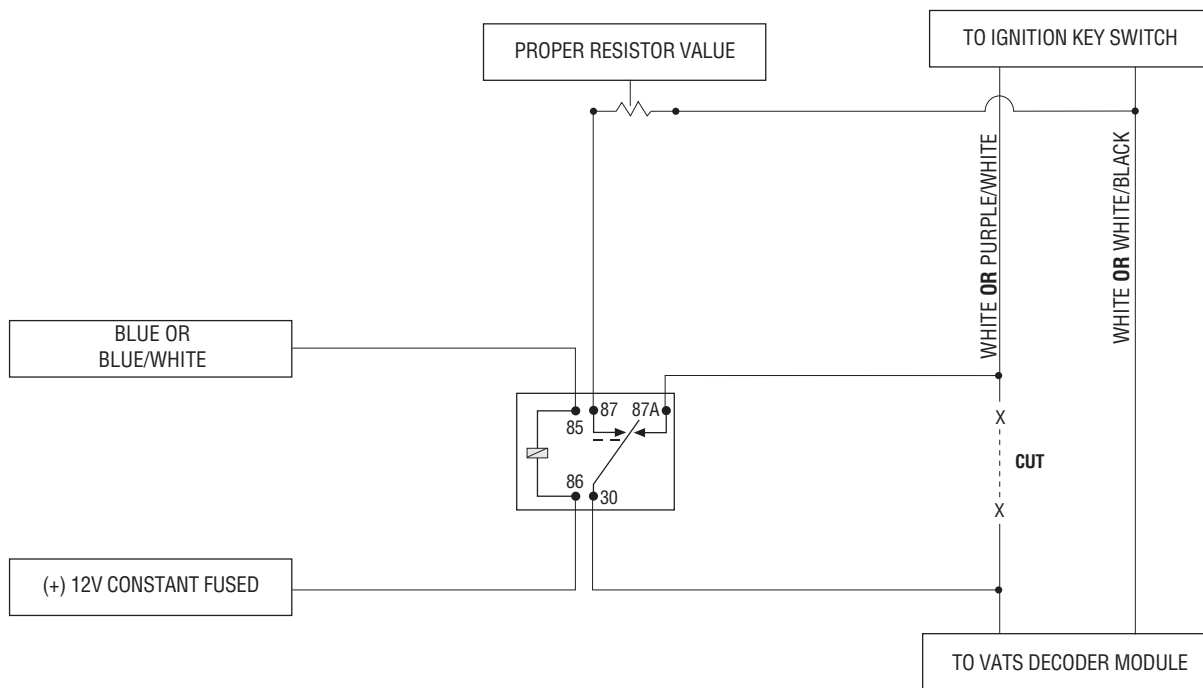 PROPER RESISTOR VALUE
TO IGNITION KEY SWITCH
WHITE OR PURPLE/WHITE
WHITE OR WHITE/BLACK
BLUE OR
BLUE/WHITE
87
87A
85
86
30
X
CUT
X
(+) 12V CONSTANT FUSED
TO VATS DECODER MODULE